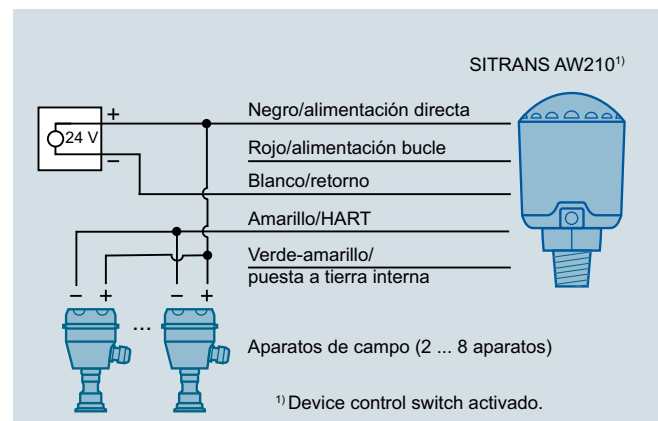 SITRANS AW210¹⁾
+
24 V
–
Negro/alimentación directa
Rojo/alimentación bucle
Blanco/retorno
Amarillo/HART
Verde-amarillo/
puesta a tierra interna
– + – +
...
Aparatos de campo (2 ... 8 aparatos)
¹⁾ Device control switch activado.